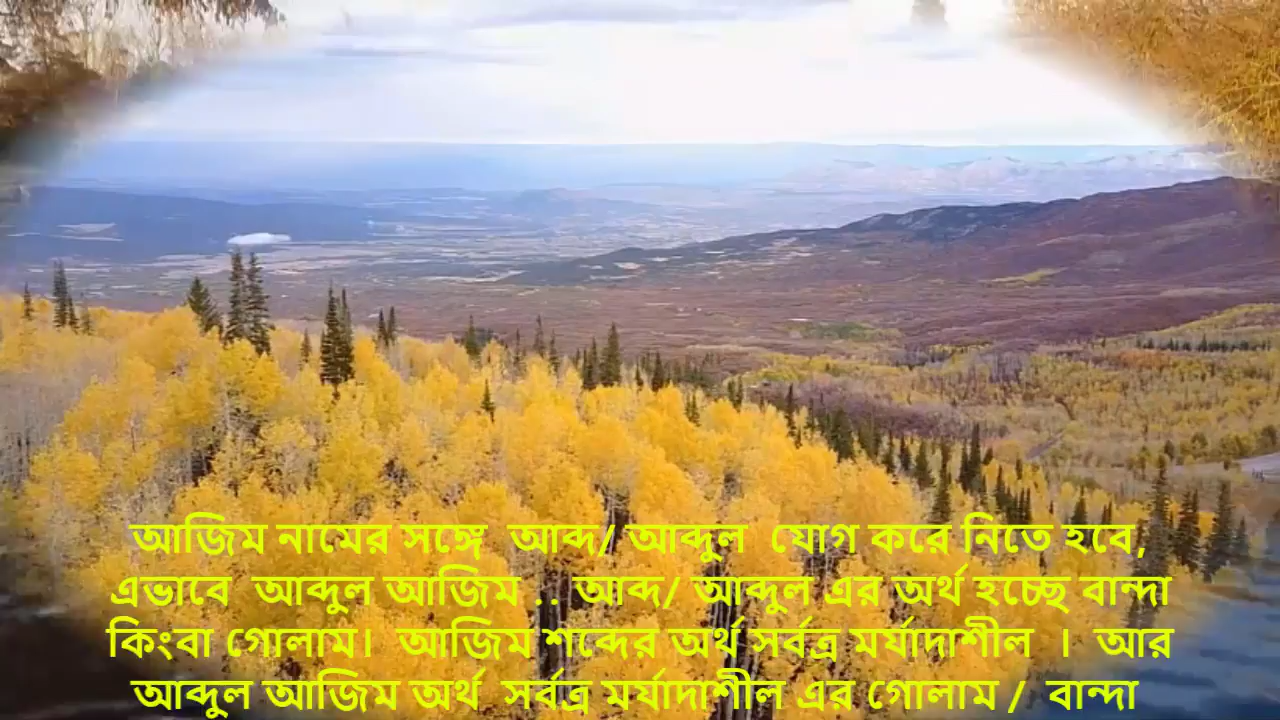 আজিম নামের সঙ্গে আব্দ/ আব্দুল যোগ করে নিতে হবে,
এভাবে আব্দুল আজিম .. আব্দ/ আব্দুল এর অর্থ হচ্ছে বান্দা
কিংবা গোলাম। আজিম শব্দের অর্থ সর্বত্র মর্যাদাশীল । আর
আব্দুল আজিম অর্থ সর্বত্র মর্যাদাশীল এর গোলাম / বান্দা